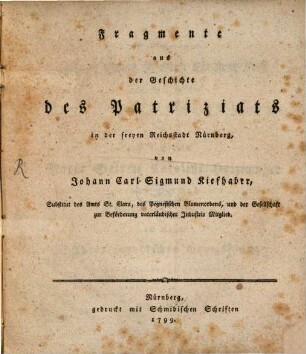 Fragmente
aus
der Geschichte
des Patriziats
in der freyen Reichsstadt Nürnberg,
von
Johann Carl Sigmund Kiefhaber,
Substitut des Amts St. Clara, des Pegnesischen Blumenordens, und der Gesellschaft
zur Beförderung vaterländischer Industrie Mitglied.
R
Nürnberg,
gedruckt mit Schmidischen Schriften
1799.